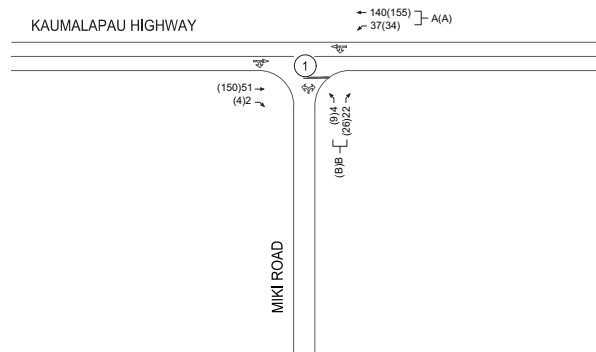 KAUMALAPAU HIGHWAY
140(155)
37(34)
A(A)
1
(150)51
(4)2
(9)4
(26)22
(B)B
MIKI ROAD